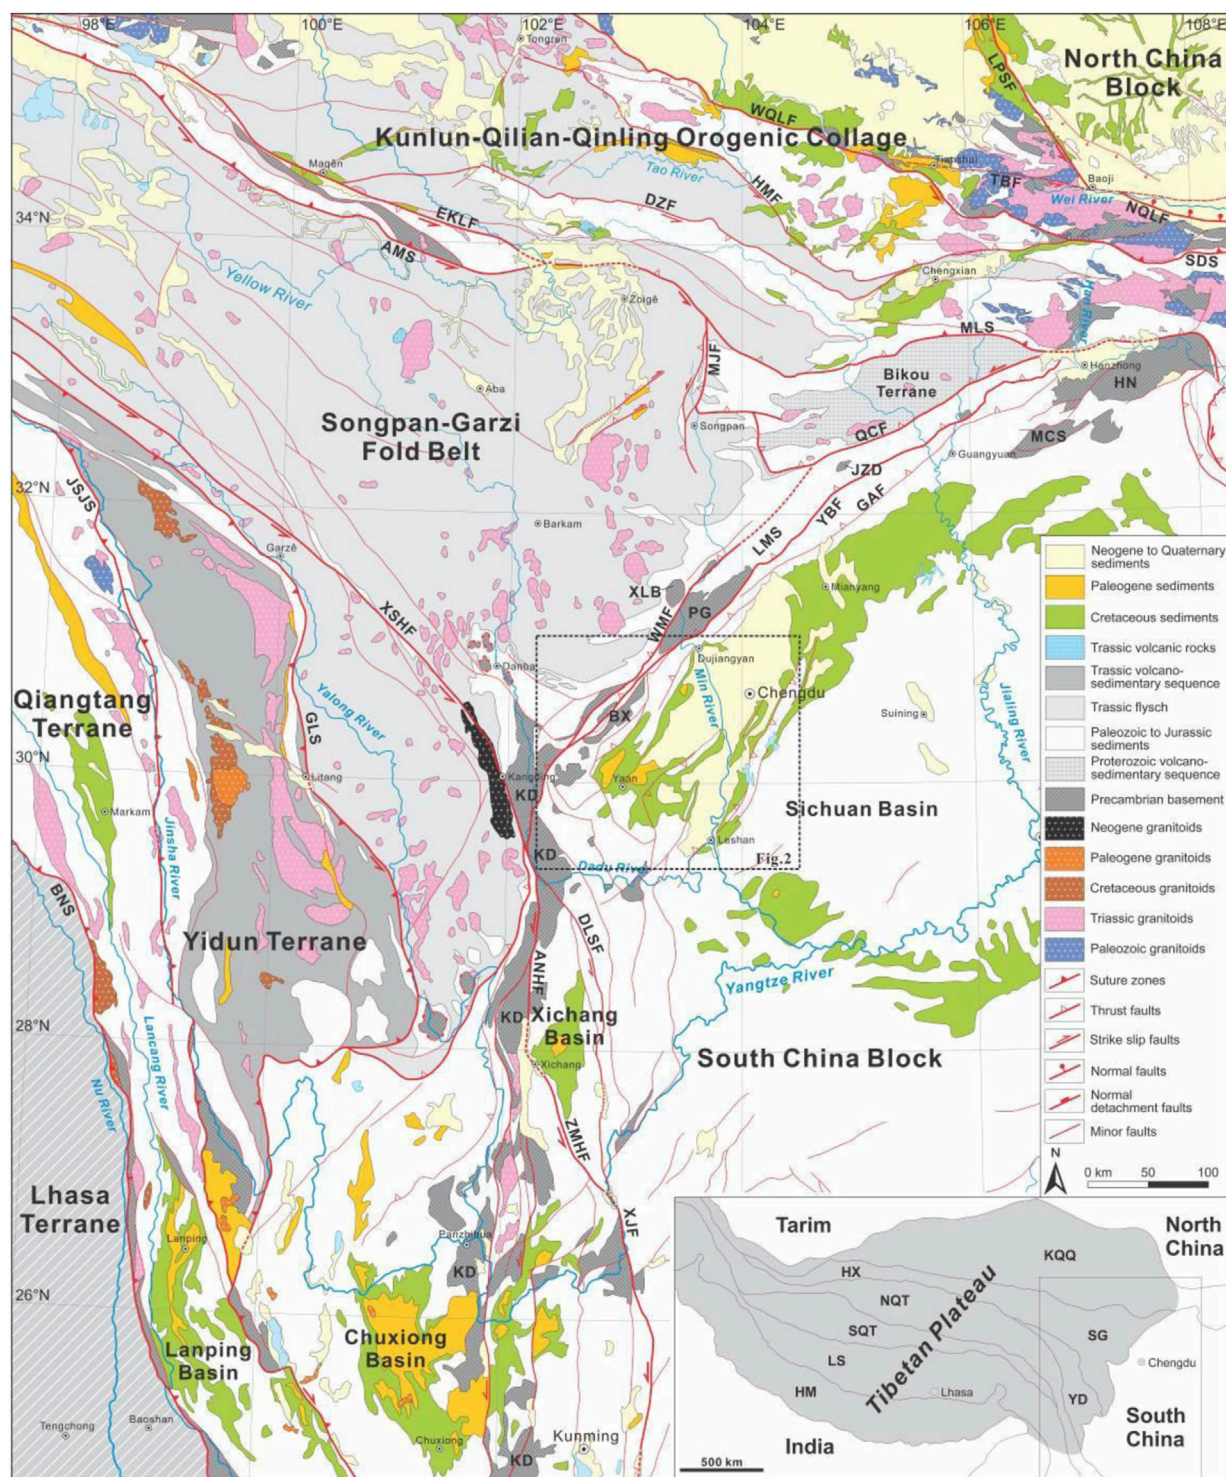 98°E
100°E
102°E
104°E
106°E
108°E
Tongren
North China
Block
LPSF
WQLF
Kunlun-Qilian-Qinling Orogenic Collage
Maqên
Tao River
Tianshui
TBF
Baoji
Wei River
NQLF
HMF
DZF
34°N
EKLF
AMS
SDS
Chengxian
Yellow River
Zoigê
Han River
MLS
MJF
Bikou
Terrane
Hanzhong
HN
Aba
Songpan-Garzi
Fold Belt
Songpan
QCF
MCS
Guangyuan
JZD
32°N
JSJS
YBF
GAF
Barkam
LMS
Garzê
Mianyang
XLB
XSHF
WMF
PG
Danba
Dujiangyan
Qiangtang
Terrane
Yalong River
Min River
Chengdu
Jialing River
GLS
BX
Suining
30°N
Litang
Kangding
KD
Yaan
Markam
Sichuan Basin
Jinsha River
Leshan
KD
Dadu River
Fig.2
BNS
Yidun Terrane
DLSF
ANHF
Yangtze River
KD
Xichang
Basin
28°N
Lancang River
South China Block
Nu River
Xichang
ZMHF
Lhasa
Terrane
XJF
Lanping
Panzhihua
KD
26°N
Chuxiong
Basin
Lanping
Basin
Tengchong
Baoshan
Chuxiong
Kunming
KD
Neogene to Quaternary
sediments
Paleogene sediments
Cretaceous sediments
Trassic volcanic rocks
Trassic volcano-
sedimentary sequence
Trassic flysch
Paleozoic to Jurassic
sediments
Proterozoic volcano-
sedimentary sequence
Precambrian basement
Neogene granitoids
Paleogene granitoids
Cretaceous granitoids
Triassic granitoids
Paleozoic granitoids
Suture zones
Thrust faults
Strike slip faults
Normal faults
Normal
detachment faults
Minor faults
N
0 km 50 100
Tarim
North
China
KQQ
HX
NQT
Tibetan Plateau
SQT
SG
LS
Chengdu
HM
Lhasa
YD
South
China
India
500 km